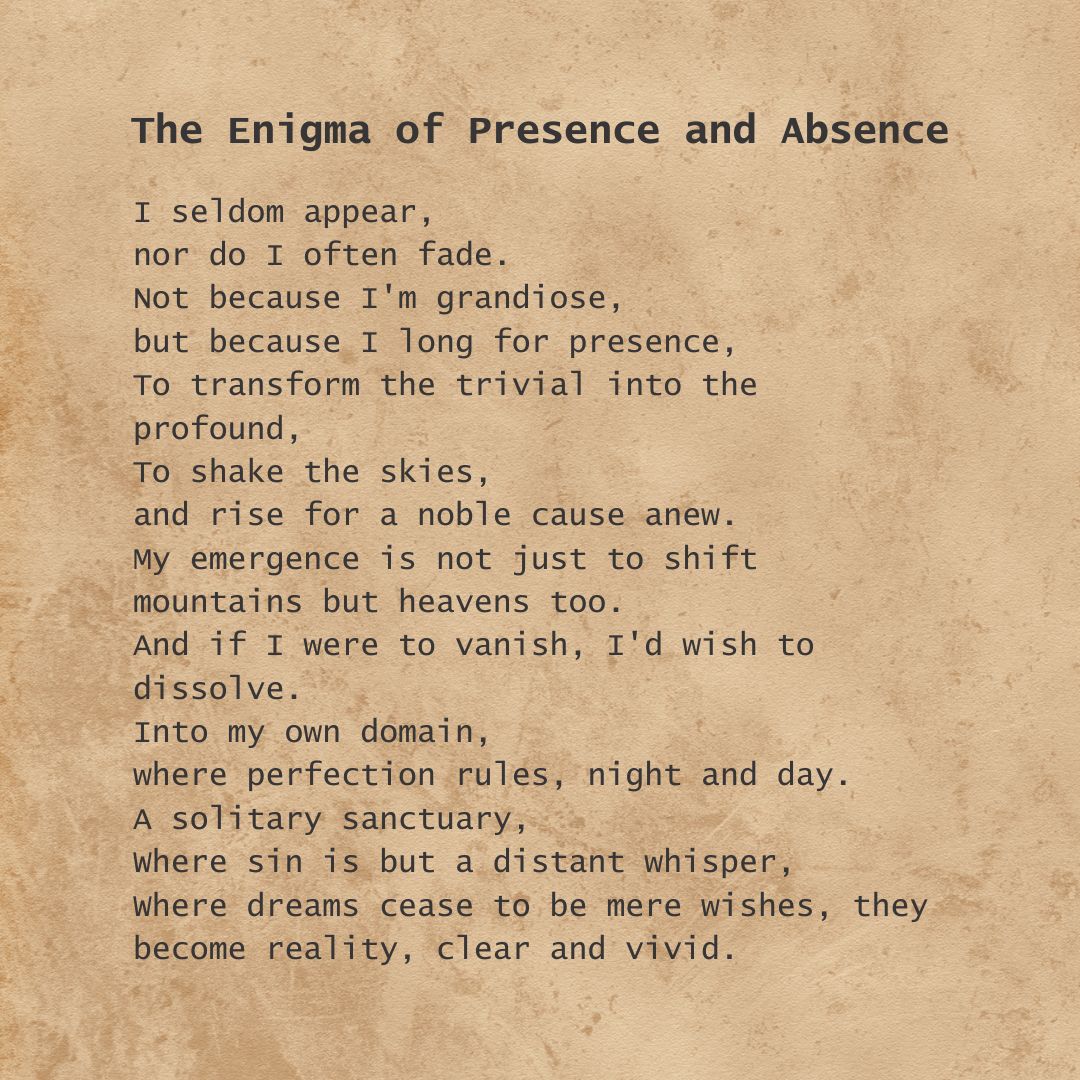 The Enigma of Presence and Absence
I seldom appear,
nor do I often fade.
Not because I'm grandiose,
but because I long for presence,
To transform the trivial into the
profound,
To shake the skies,
and rise for a noble cause anew.
My emergence is not just to shift
mountains but heavens too.
And if I were to vanish, I'd wish to
dissolve.
Into my own domain,
where perfection rules, night and day.
A solitary sanctuary,
Where sin is but a distant whisper,
Where dreams cease to be mere wishes, they
become reality, clear and vivid.